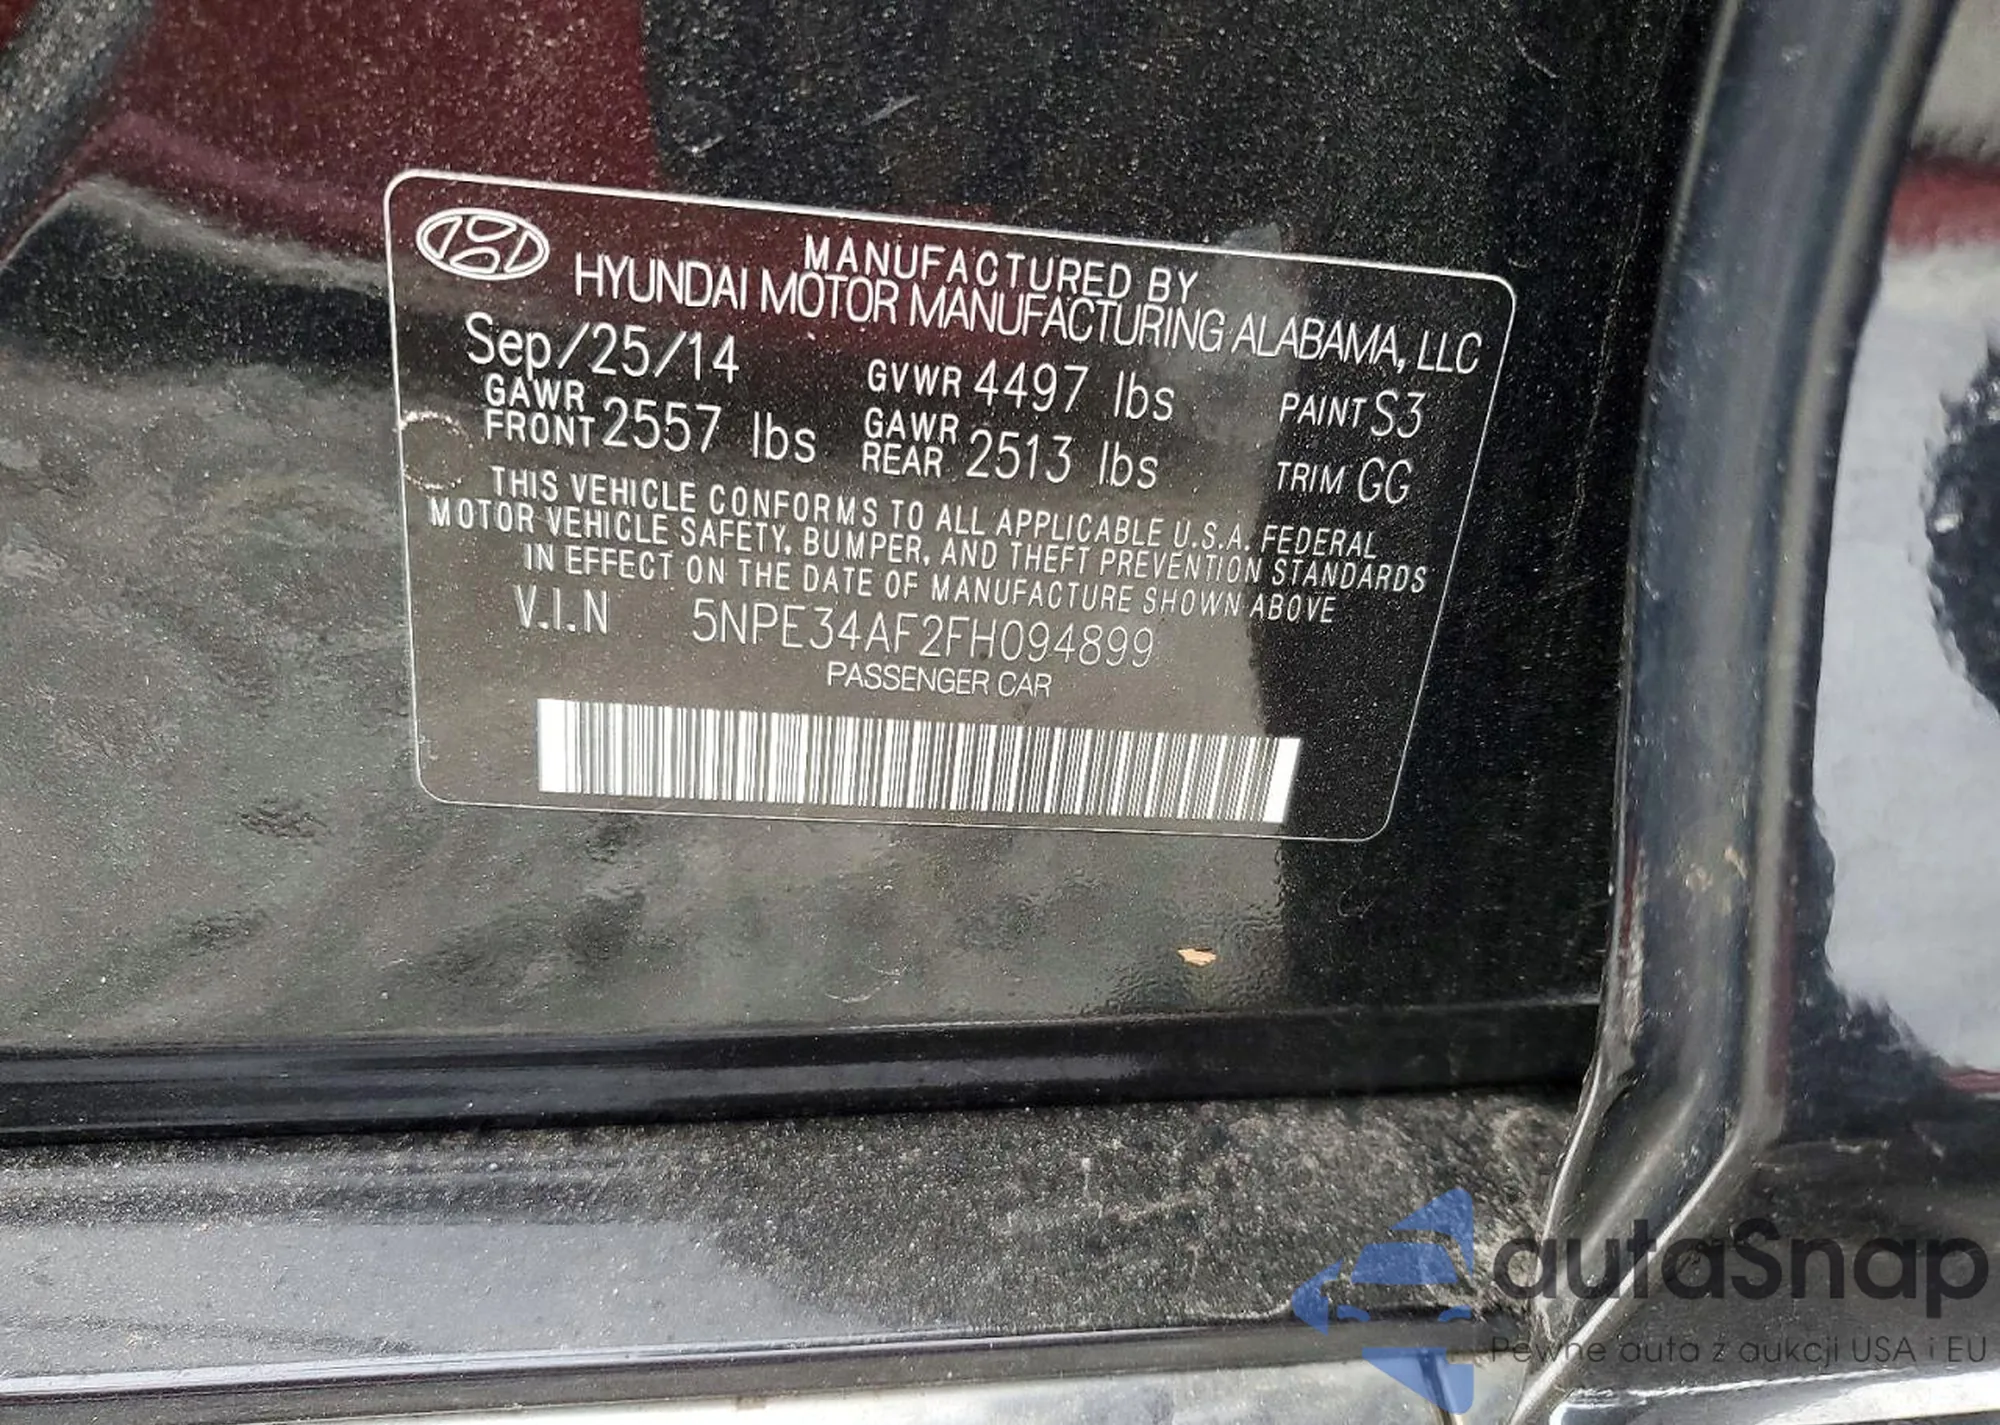 MANUFACTURED BY
HYUNDAI MOTOR MANUFACTURING ALABAMA, LLC
Sep/25/14 GVWR 4497 lbs PAINT S3
GAWR FRONT 2557 lbs GAWR REAR 2513 lbs TRIM GG
THIS VEHICLE CONFORMS TO ALL APPLICABLE U.S.A. FEDERAL
MOTOR VEHICLE SAFETY, BUMPER, AND THEFT PREVENTION STANDARDS
IN EFFECT ON THE DATE OF MANUFACTURE SHOWN ABOVE
V.I.N 5NPE34AF2FH094899
PASSENGER CAR
autaSnap
Pewne auta z aukcji USA i EU